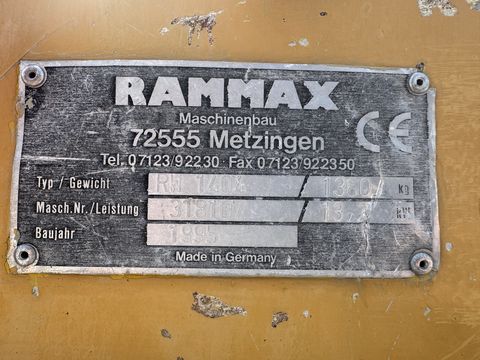 RAMMAX
Maschinenbau
72555 Metzingen
CE
Tel. 07123/92230 Fax 07123/922350
Typ / Gewicht / kg
Masch.Nr./Leistung / kW
Baujahr
Made in Germany